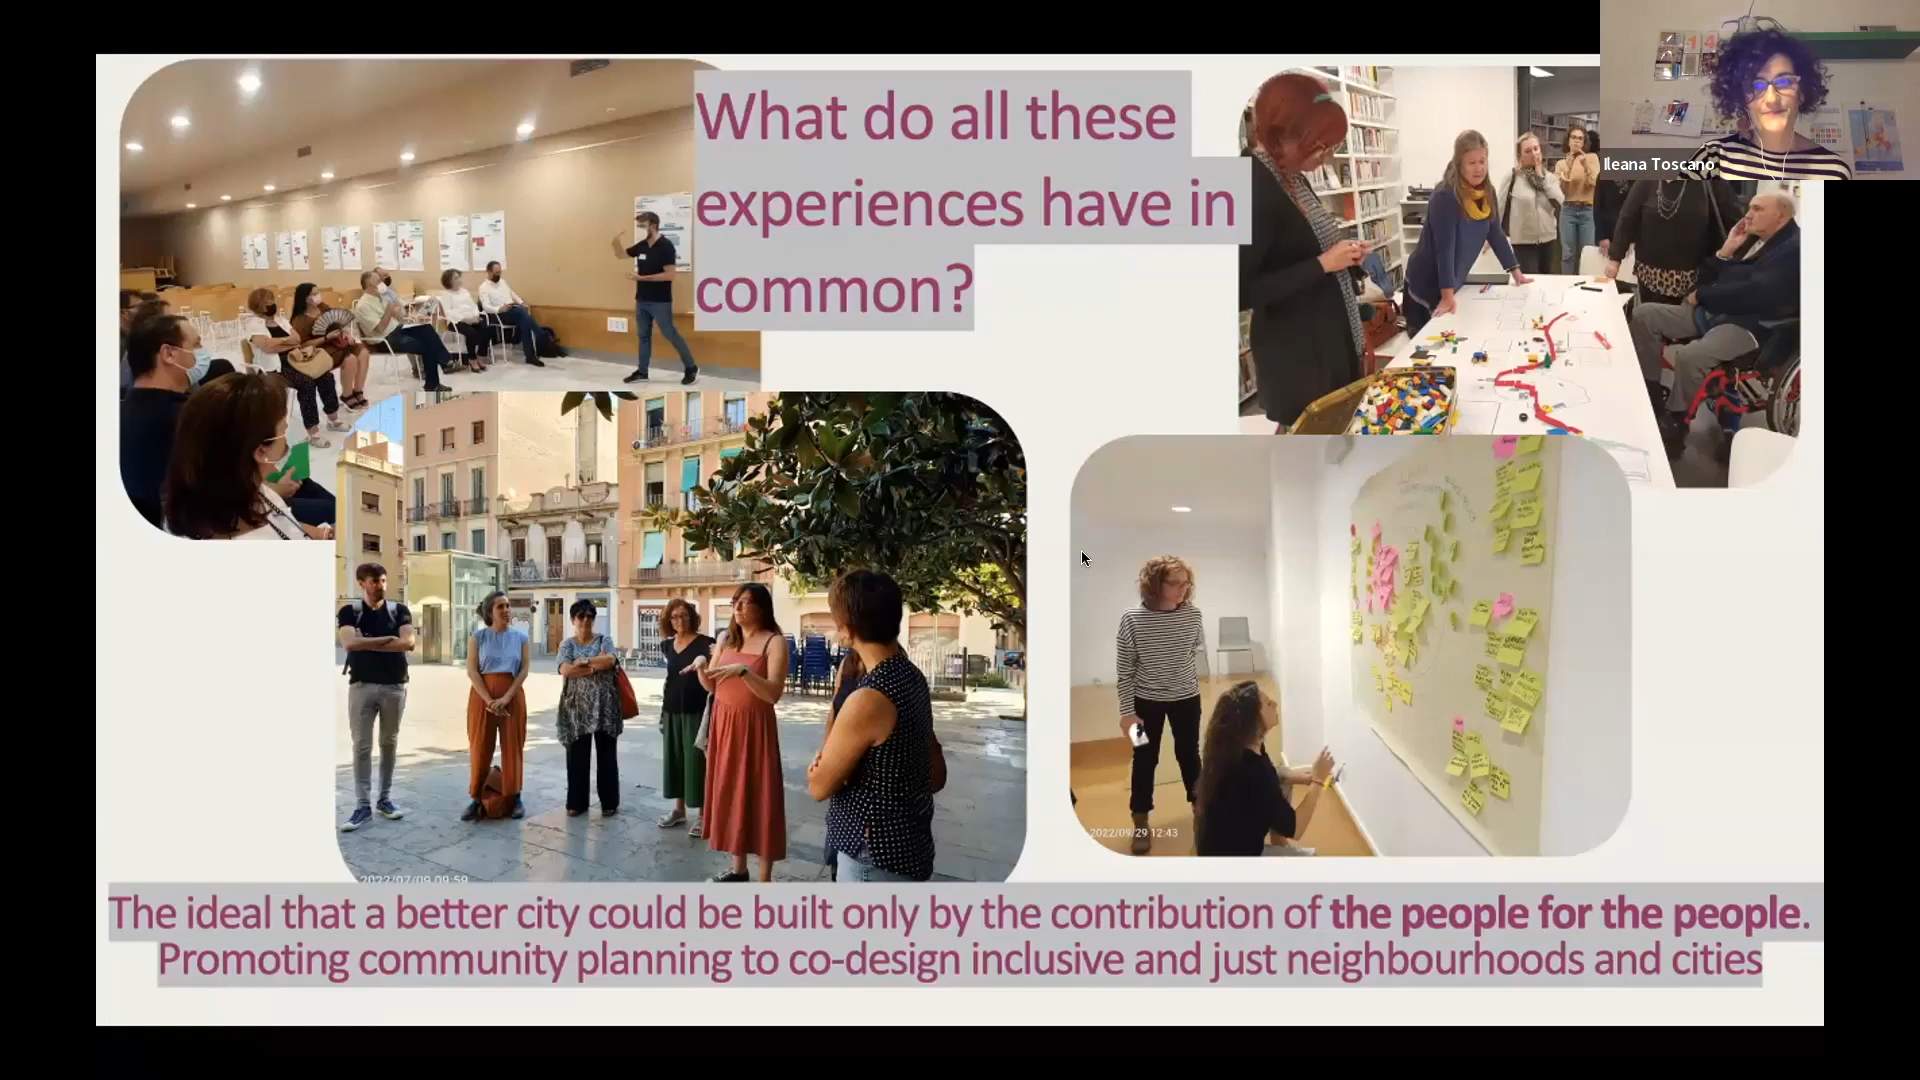 What do all these
experiences have in
common?
Ileana Toscano
2022/07/09 09:59
2022/09/29 12:43
The ideal that a better city could be built only by the contribution of the people for the people.
Promoting community planning to co-design inclusive and just neighbourhoods and cities